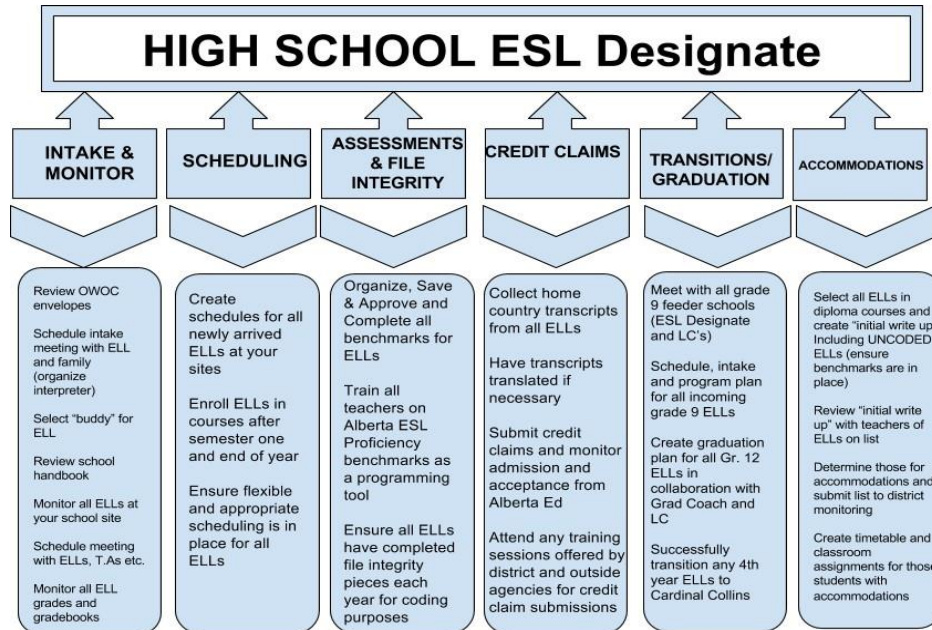 HIGH SCHOOL ESL Designate
INTAKE &
MONITOR
SCHEDULING
ASSESSMENTS
& FILE
INTEGRITY
CREDIT CLAIMS
TRANSITIONS/
GRADUATION
ACCOMMODATIONS
Review OWOC
envelopes
Schedule intake
meeting with ELL
and family
(organize
interpreter)
Select “buddy” for
ELL
Review school
handbook
Monitor all ELLs at
your school site
Schedule meeting
with ELLs, T.As etc.
Monitor all ELL
grades and
gradebooks
Create
schedules for all
newly arrived
ELLs at your
sites
Enroll ELLs in
courses after
semester one
and end of year
Ensure flexible
and appropriate
scheduling is in
place for all
ELLs
Organize, Save
& Approve and
Complete all
benchmarks for
ELLs
Train all
teachers on
Alberta ESL
Proficiency
benchmarks as
a programming
tool
Ensure all ELLs
have completed
file integrity
pieces each
year for coding
purposes
Collect home
country transcripts
from all ELLs
Have transcripts
translated if
necessary
Submit credit
claims and monitor
admission and
acceptance from
Alberta Ed
Attend any training
sessions offered by
district and outside
agencies for credit
claim submissions
Meet with all grade
9 feeder schools
(ESL Designate
and LC’s)
Schedule, intake
and program plan
for all incoming
grade 9 ELLs
Create graduation
plan for all Gr. 12
ELLs in
collaboration with
Grad Coach and
LC
Successfully
transition any 4th
year ELLs to
Cardinal Collins
Select all ELLs in
diploma courses and
create “initial write up
Including UNCODED
ELLs (ensure
benchmarks are in
place)
Review “initial write
up” with teachers of
ELLs on list
Determine those for
accommodations and
submit list to district
monitoring
Create timetable and
classroom
assignments for those
students with
accommodations